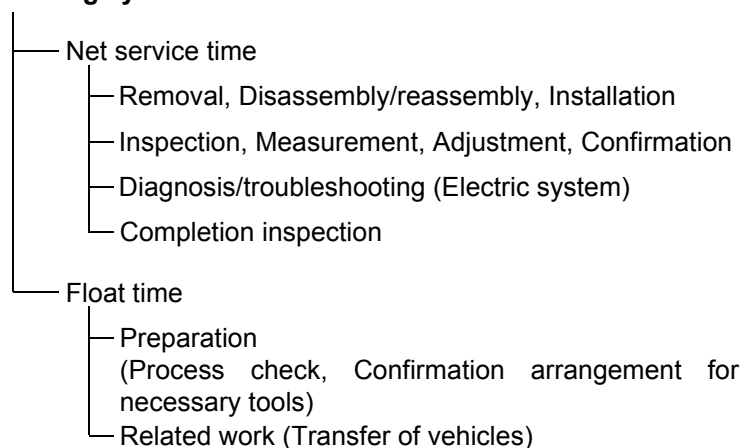 Net service time
Removal, Disassembly/reassembly, Installation
Inspection, Measurement, Adjustment, Confirmation
Diagnosis/troubleshooting (Electric system)
Completion inspection
Float time
Preparation
(Process check, Confirmation arrangement for
necessary tools)
Related work (Transfer of vehicles)